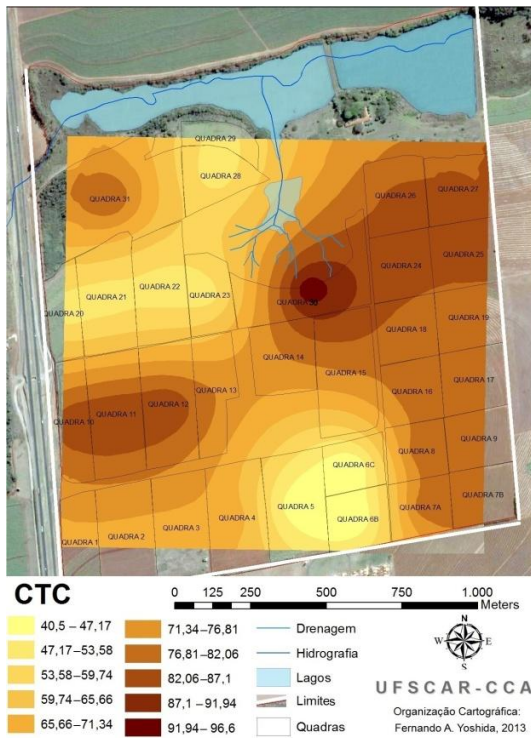 QUADRA 29
QUADRA 28
QUADRA 31
QUADRA 26
QUADRA 27
QUADRA 25
QUADRA 24
QUADRA 22
QUADRA 21
QUADRA 23
QUADRA 20
QUADRA 30
QUADRA 19
QUADRA 18
QUADRA 14
QUADRA 15
QUADRA 17
QUADRA 16
QUADRA 13
QUADRA 12
QUADRA 11
QUADRA 10
QUADRA 9
QUADRA 8
QUADRA 6C
QUADRA 7B
QUADRA 5
QUADRA 7A
QUADRA 4
QUADRA 6B
QUADRA 3
QUADRA 2
QUADRA 1
CTC
0 125 250 500 750 1.000
Meters
40,5 – 47,17
47,17 – 53,58
53,58 – 59,74
59,74 – 65,66
65,66 – 71,34
71,34–76,81
76,81–82,06
82,06–87,1
87,1 – 91,94
91,94 – 96,6
Drenagem
Hidrografia
Lagos
Limites
Quadras
N
W E
S
UFSCAR-CCA
Organização Cartográfica:
Fernando A. Yoshida, 2013